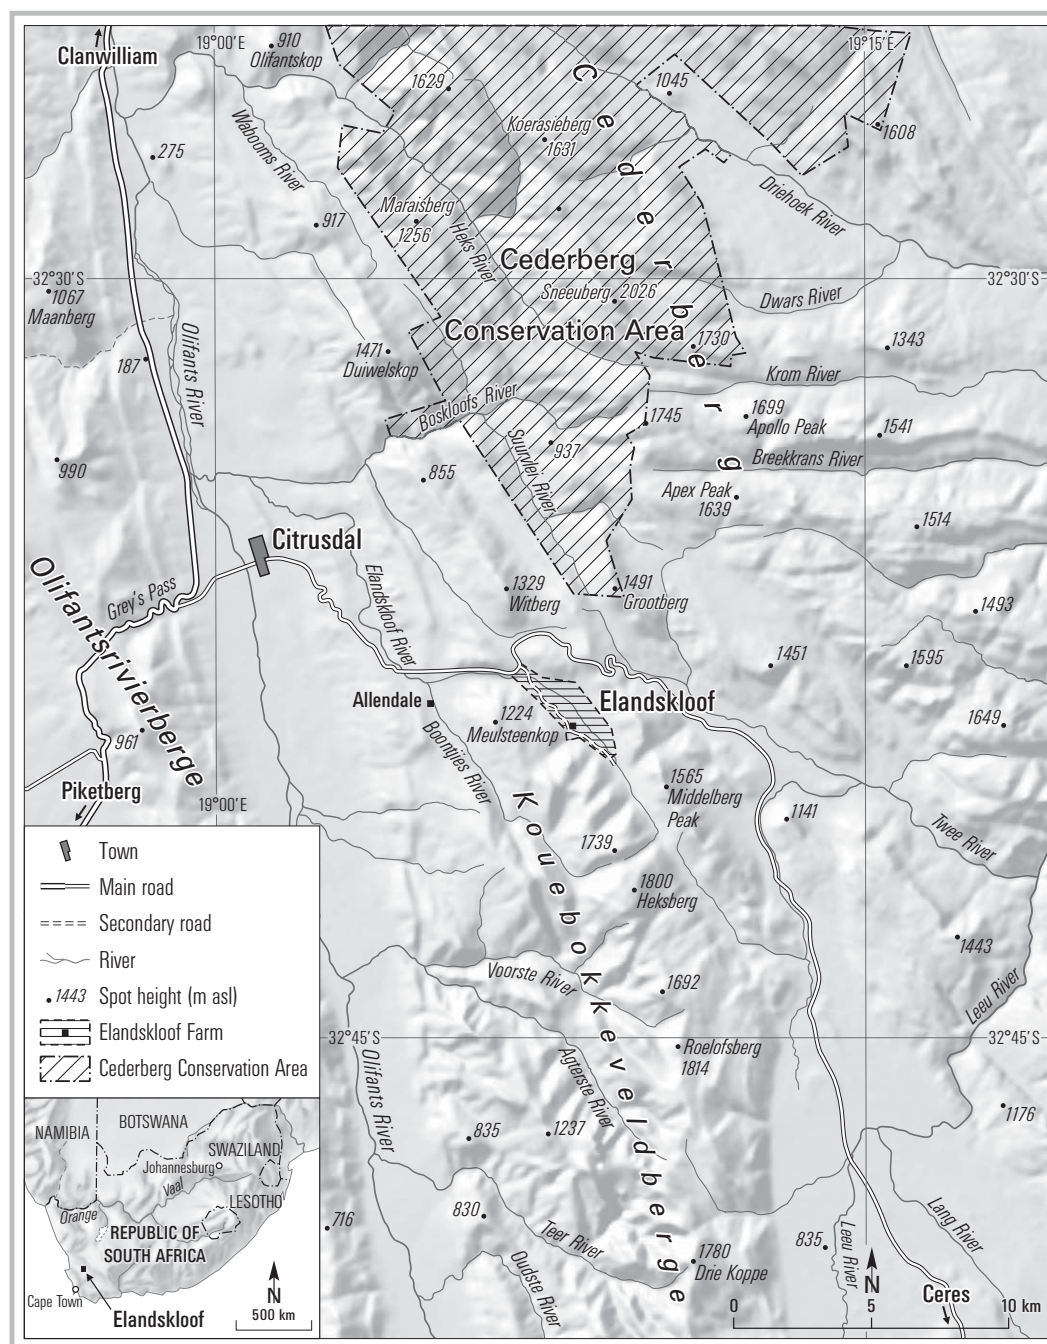 Clanwilliam
19°00'E
910
Olifantskop
19°15'E
1629
1045
Koerasieberg
1631
1608
275
Wabooms River
917
Maraisberg
1256
Heks River
Driehoek River
Cederberg
Cederberg
Conservation Area
Sneeuberg 2026
32°30'S
32°30'S
1067
Maanberg
Dwars River
187
Olifants River
1471
Duiwelskop
1730
1343
Krom River
Boskloofs River
1745
1699
Apollo Peak
1541
990
855
Suurvlei River
937
Breekkrans River
Apex Peak
1639
1514
Citrusdal
Grey's Pass
Olifantsrivierberge
Elandskloof River
1329
Witberg
1491
Grootberg
1493
1451
1595
Allendale
Elandskloof
1224
Meulsteenkop
1649
961
Boontjies River
Piketberg
19°00'E
1565
Middelberg
Peak
1141
Twee River
Kouebokkeveldberge
1739
1800
Heksberg
1443
Voorste River
1692
Leeu River
32°45'S
32°45'S
Roelofsberg
1814
Olifants River
Agterste River
1176
835
1237
830
716
Teer River
Oudste River
1780
Drie Koppe
835
Leeu River
Lang River
Ceres
N
0 5 10 km
Town
Main road
Secondary road
River
1443 Spot height (m asl)
Elandskloof Farm
Cederberg Conservation Area
NAMIBIA
BOTSWANA
SWAZILAND
Johannesburg
Vaal
LESOTHO
Orange
REPUBLIC OF
SOUTH AFRICA
Cape Town
Elandskloof
N
500 km